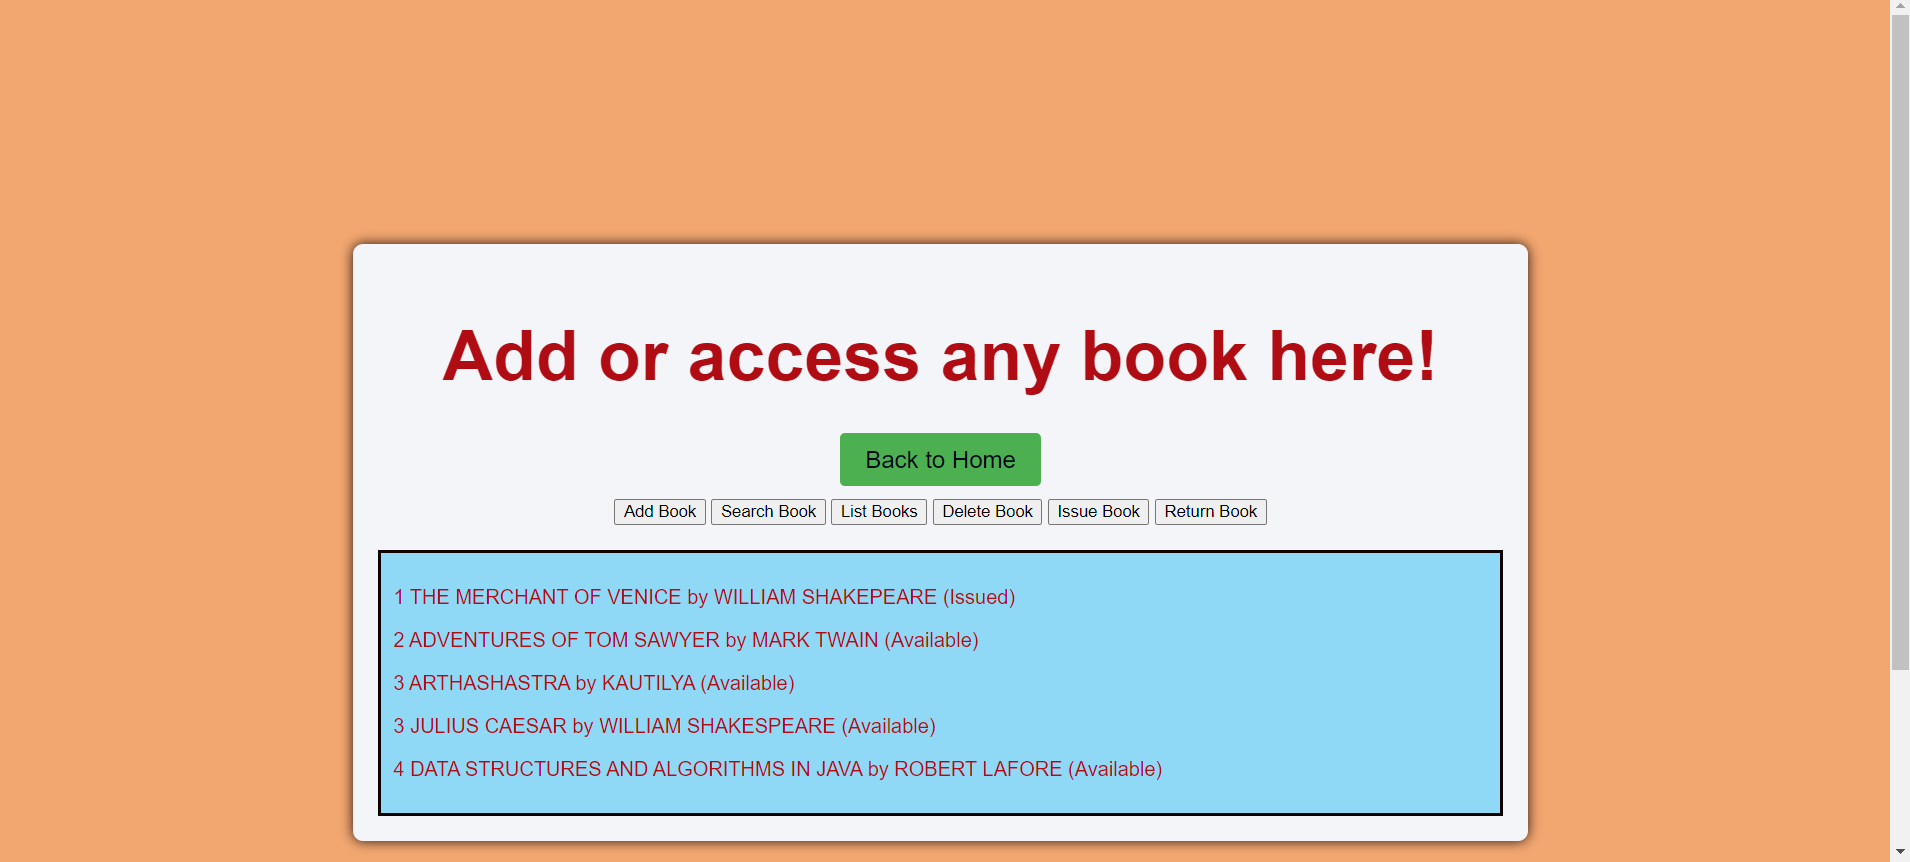 Add or access any book here!
Back to Home
Add Book Search Book List Books Delete Book Issue Book Return Book
1 THE MERCHANT OF VENICE by WILLIAM SHAKEPEARE (Issued)
2 ADVENTURES OF TOM SAWYER by MARK TWAIN (Available)
3 ARTHASHASTRA by KAUTILYA (Available)
3 JULIUS CAESAR by WILLIAM SHAKESPEARE (Available)
4 DATA STRUCTURES AND ALGORITHMS IN JAVA by ROBERT LAFORE (Available)